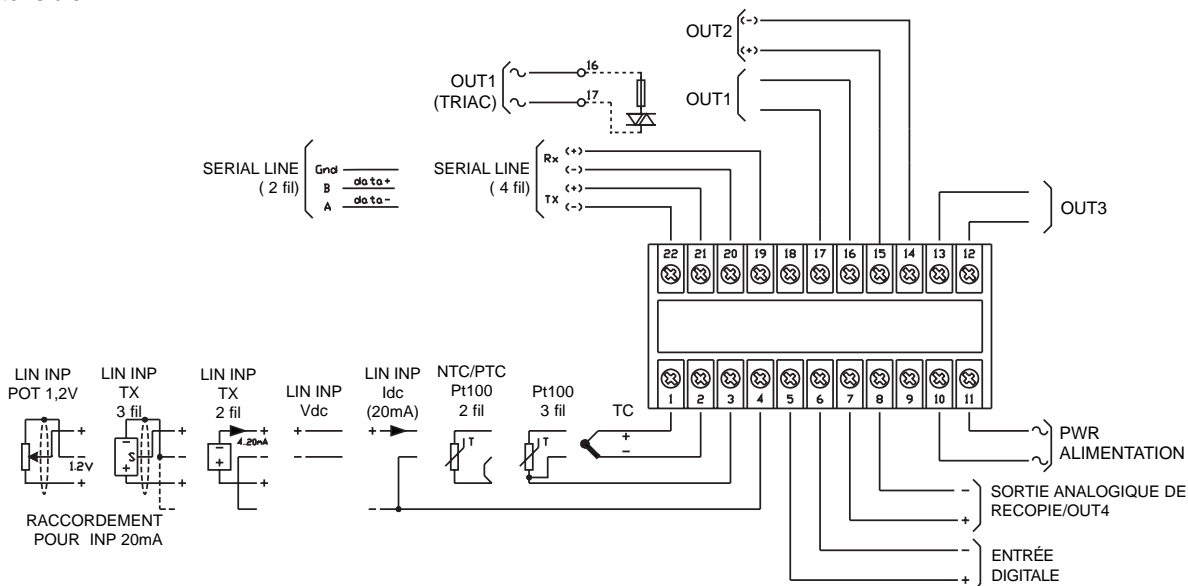 OUT2
(-)
(+)
OUT1
(TRIAC)
16
17
OUT1
SERIAL LINE
( 2 fil)
Gnd
B data+
A data-
SERIAL LINE
( 4 fil)
Rx (+)
(-)
TX (+)
(-)
OUT3
22 21 20 19 18 17 16 15 14 13 12
1 2 3 4 5 6 7 8 9 10 11
LIN INP
POT 1,2V
+
1.2V
+
LIN INP
TX
3 fil
-
S
+
+
-
+
-
LIN INP
TX
2 fil
-
+
+
4..20mA
-
+
-
LIN INP
Vdc
+
-
LIN INP
Idc
(20mA)
+
-
NTC/PTC
Pt100
2 fil
T
Pt100
3 fil
T
TC
+
-
RACCORDEMENT
POUR INP 20mA
PWR
ALIMENTATION
-
+
SORTIE ANALOGIQUE DE
RECOPIE/OUT4
-
+
ENTRÉE
DIGITALE